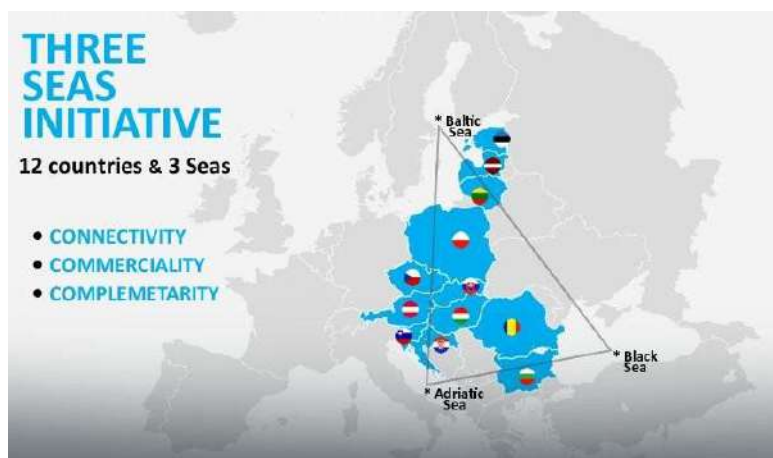 THREE
SEAS
INITIATIVE
12 countries & 3 Seas
• CONNECTIVITY
• COMMERCIALITY
• COMPLEMETARITY
* Baltic
Sea
* Black
Sea
* Adriatic
Sea